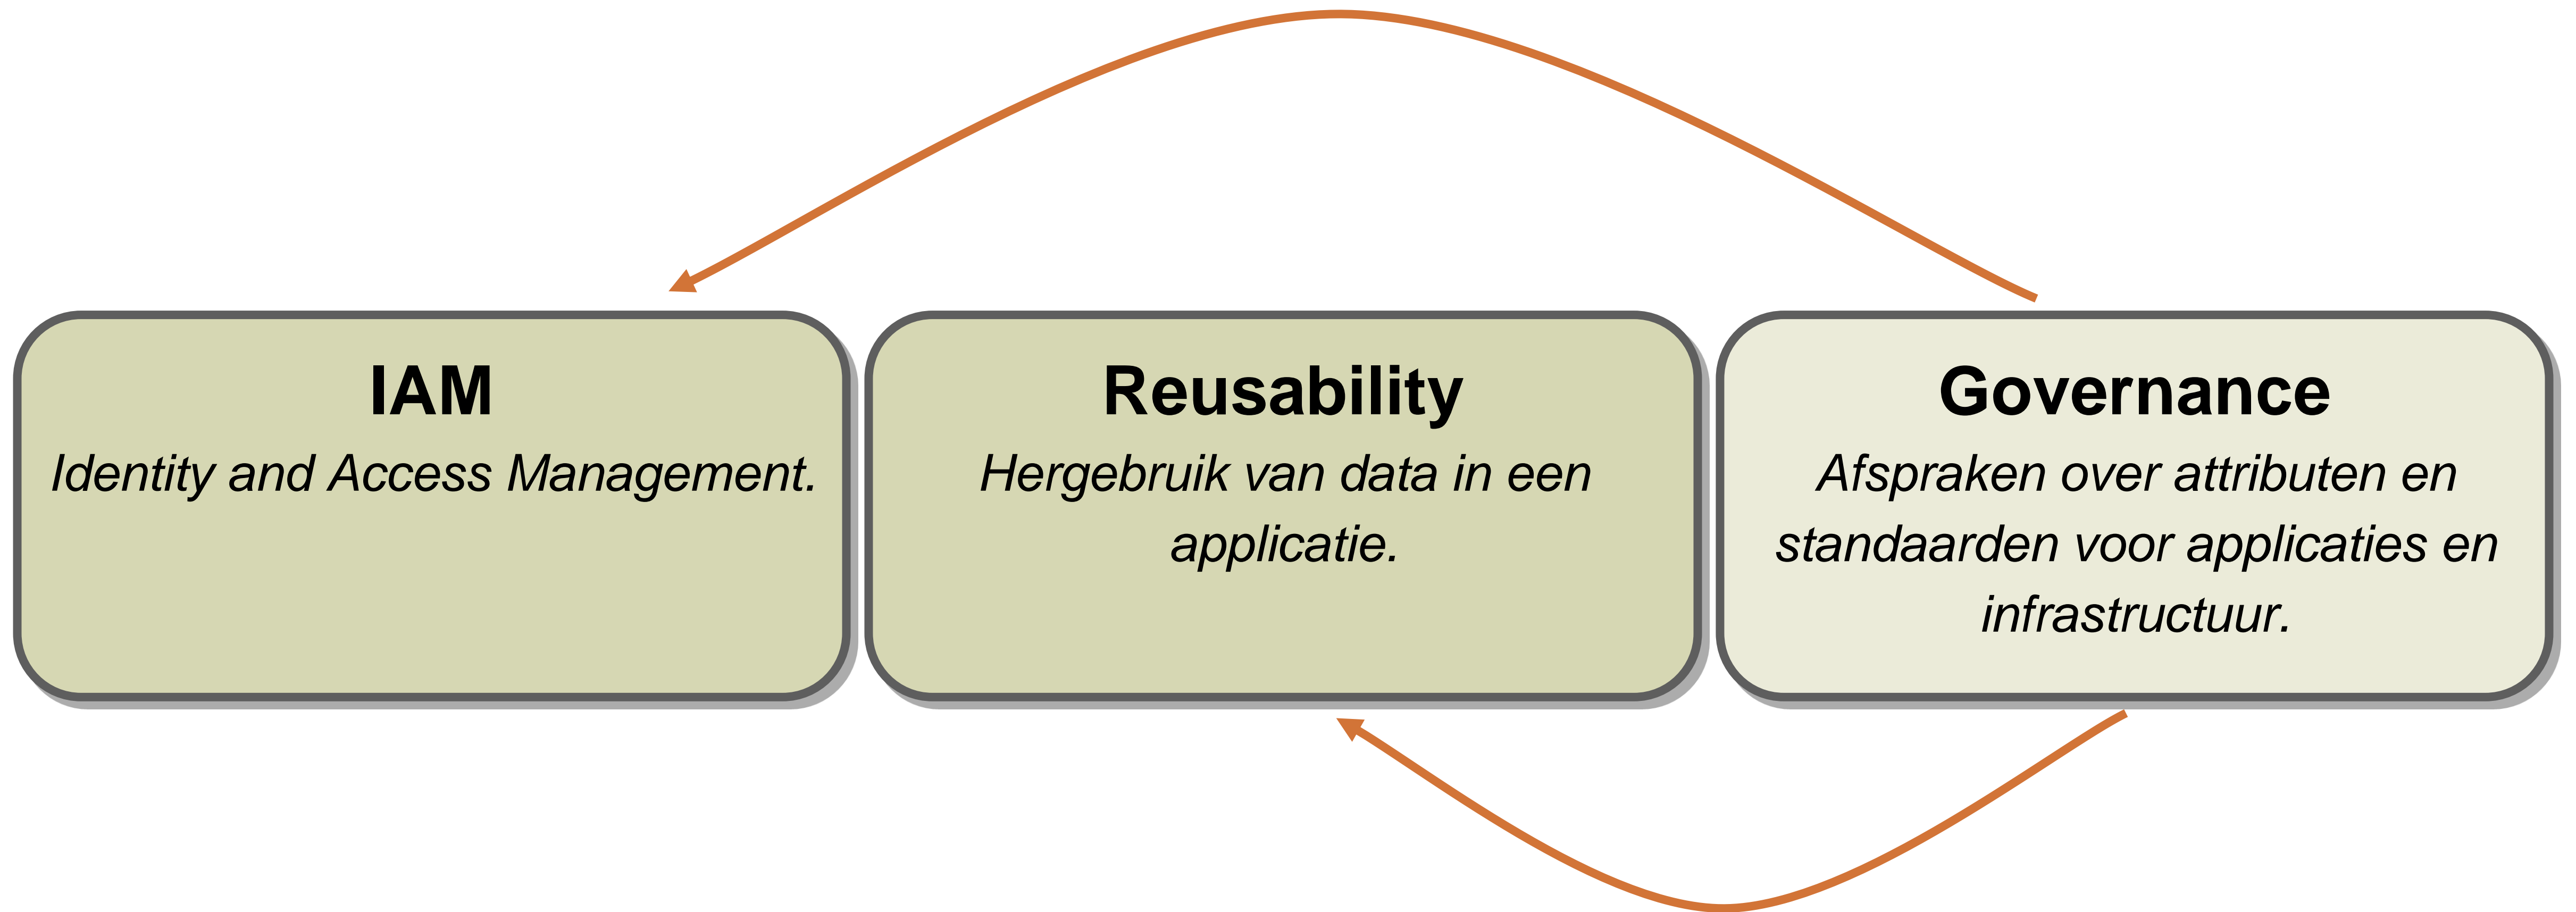 IAM
Identity and Access Management.
Reusability
Hergebruik van data in een
applicatie.
Governance
Afspraken over attributen en
standaarden voor applicaties en
infrastructuur.